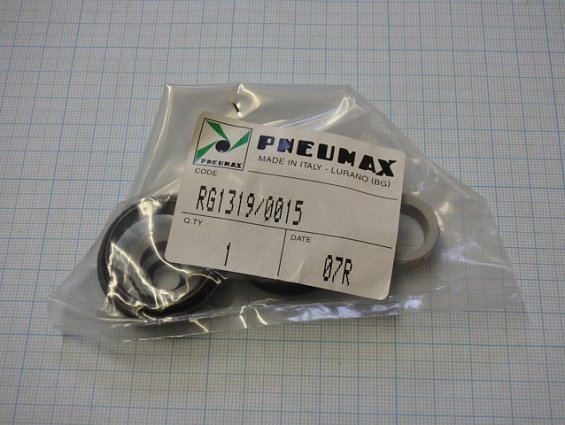 PNEUMAX
PNEUMAX
MADE IN ITALY - LURANO (BG)
CODE
RG1319/0015
Q.TY
1
DATE
07R